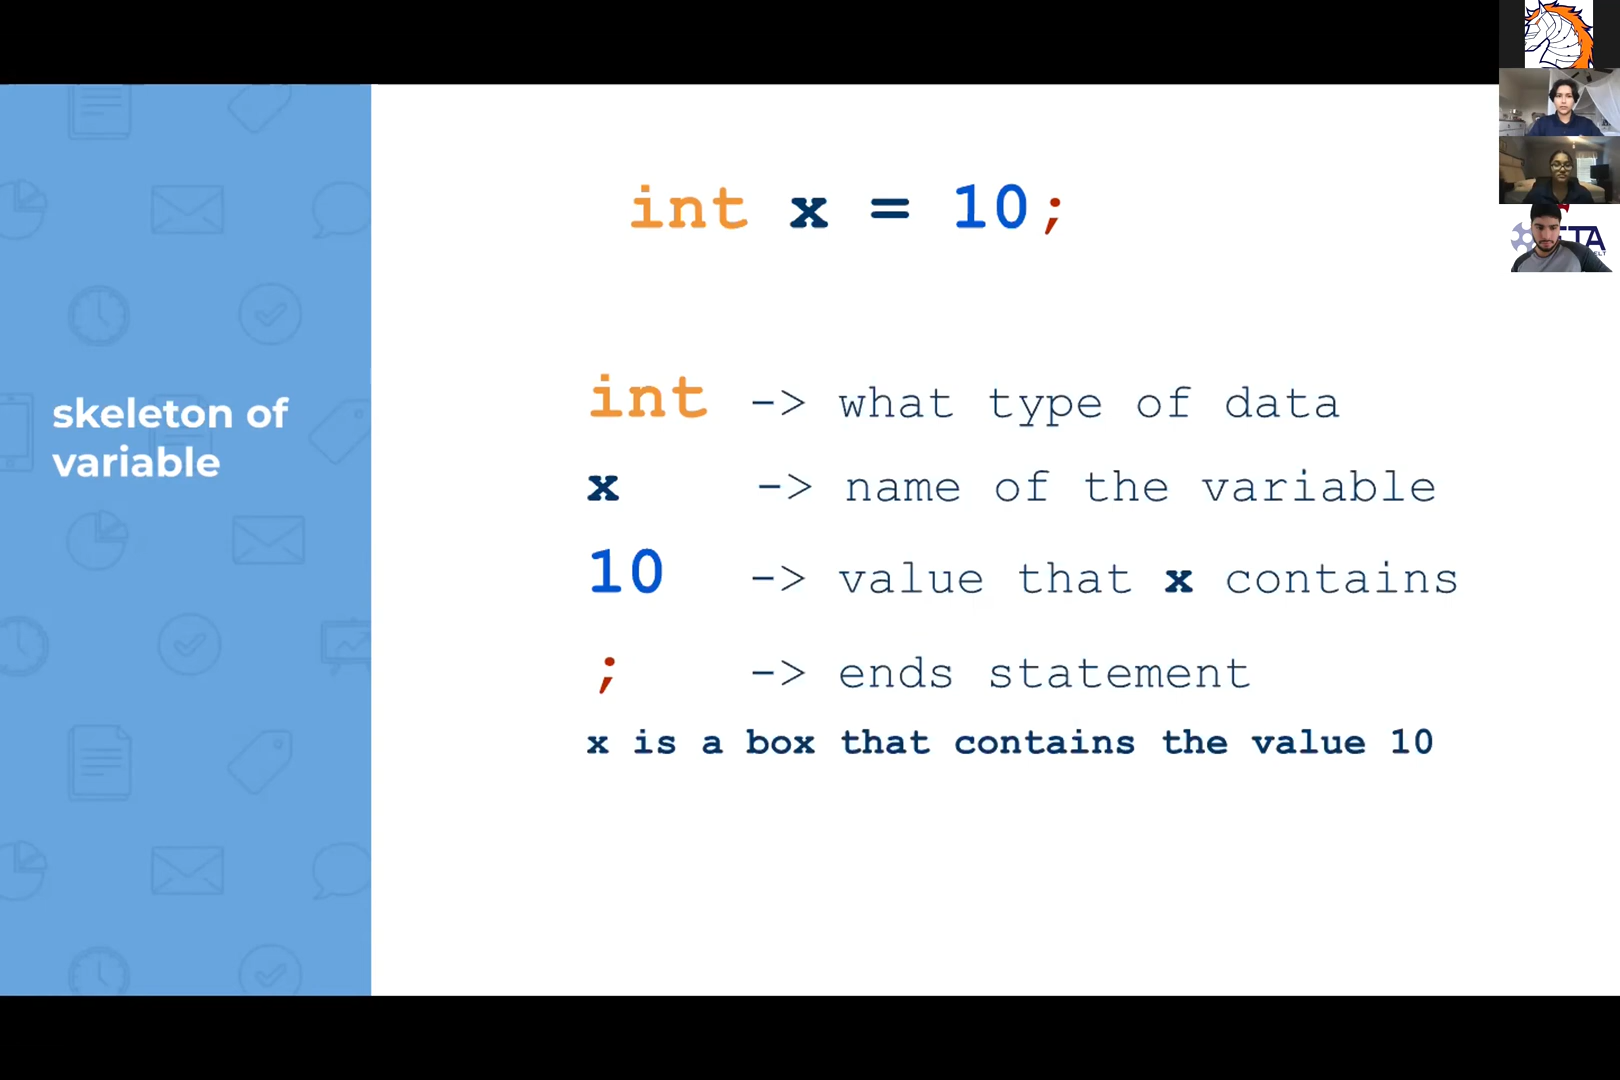 int x = 10;
skeleton of
variable
int -> what type of data
x -> name of the variable
10 -> value that x contains
; -> ends statement
x is a box that contains the value 10